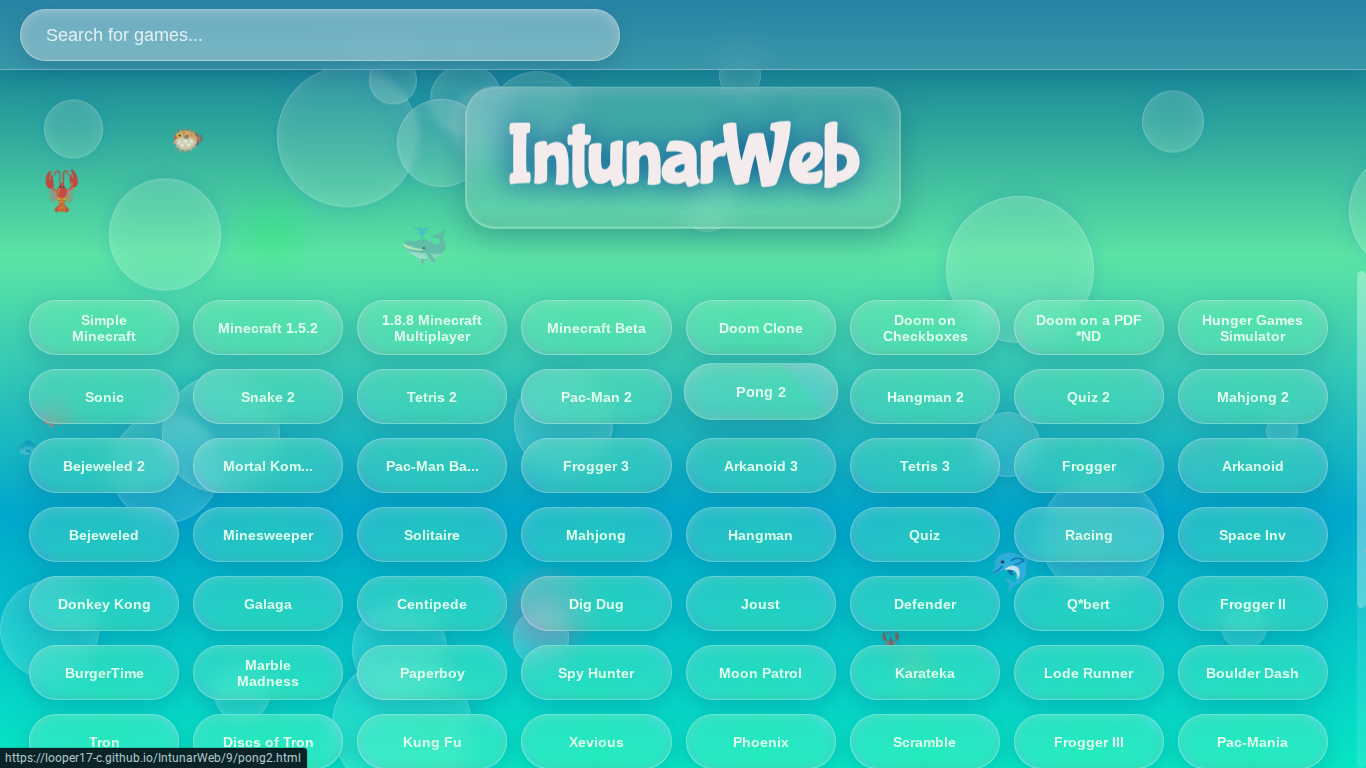 Search for games...
IntunarWeb
Simple
Minecraft
Minecraft 1.5.2
1.8.8 Minecraft
Multiplayer
Minecraft Beta
Doom Clone
Doom on
Checkboxes
Doom on a PDF
*ND
Hunger Games
Simulator
Sonic
Snake 2
Tetris 2
Pac-Man 2
Pong 2
Hangman 2
Quiz 2
Mahjong 2
Bejeweled 2
Mortal Kom...
Pac-Man Ba...
Frogger 3
Arkanoid 3
Tetris 3
Frogger
Arkanoid
Bejeweled
Minesweeper
Solitaire
Mahjong
Hangman
Quiz
Racing
Space Inv
Donkey Kong
Galaga
Centipede
Dig Dug
Joust
Defender
Q*bert
Frogger II
BurgerTime
Marble
Madness
Paperboy
Spy Hunter
Moon Patrol
Karateka
Lode Runner
Boulder Dash
Tron
Discs of Tron
Kung Fu
Xevious
Phoenix
Scramble
Frogger III
Pac-Mania
https://looper17-c.github.io/IntunarWeb/9/pong2.html